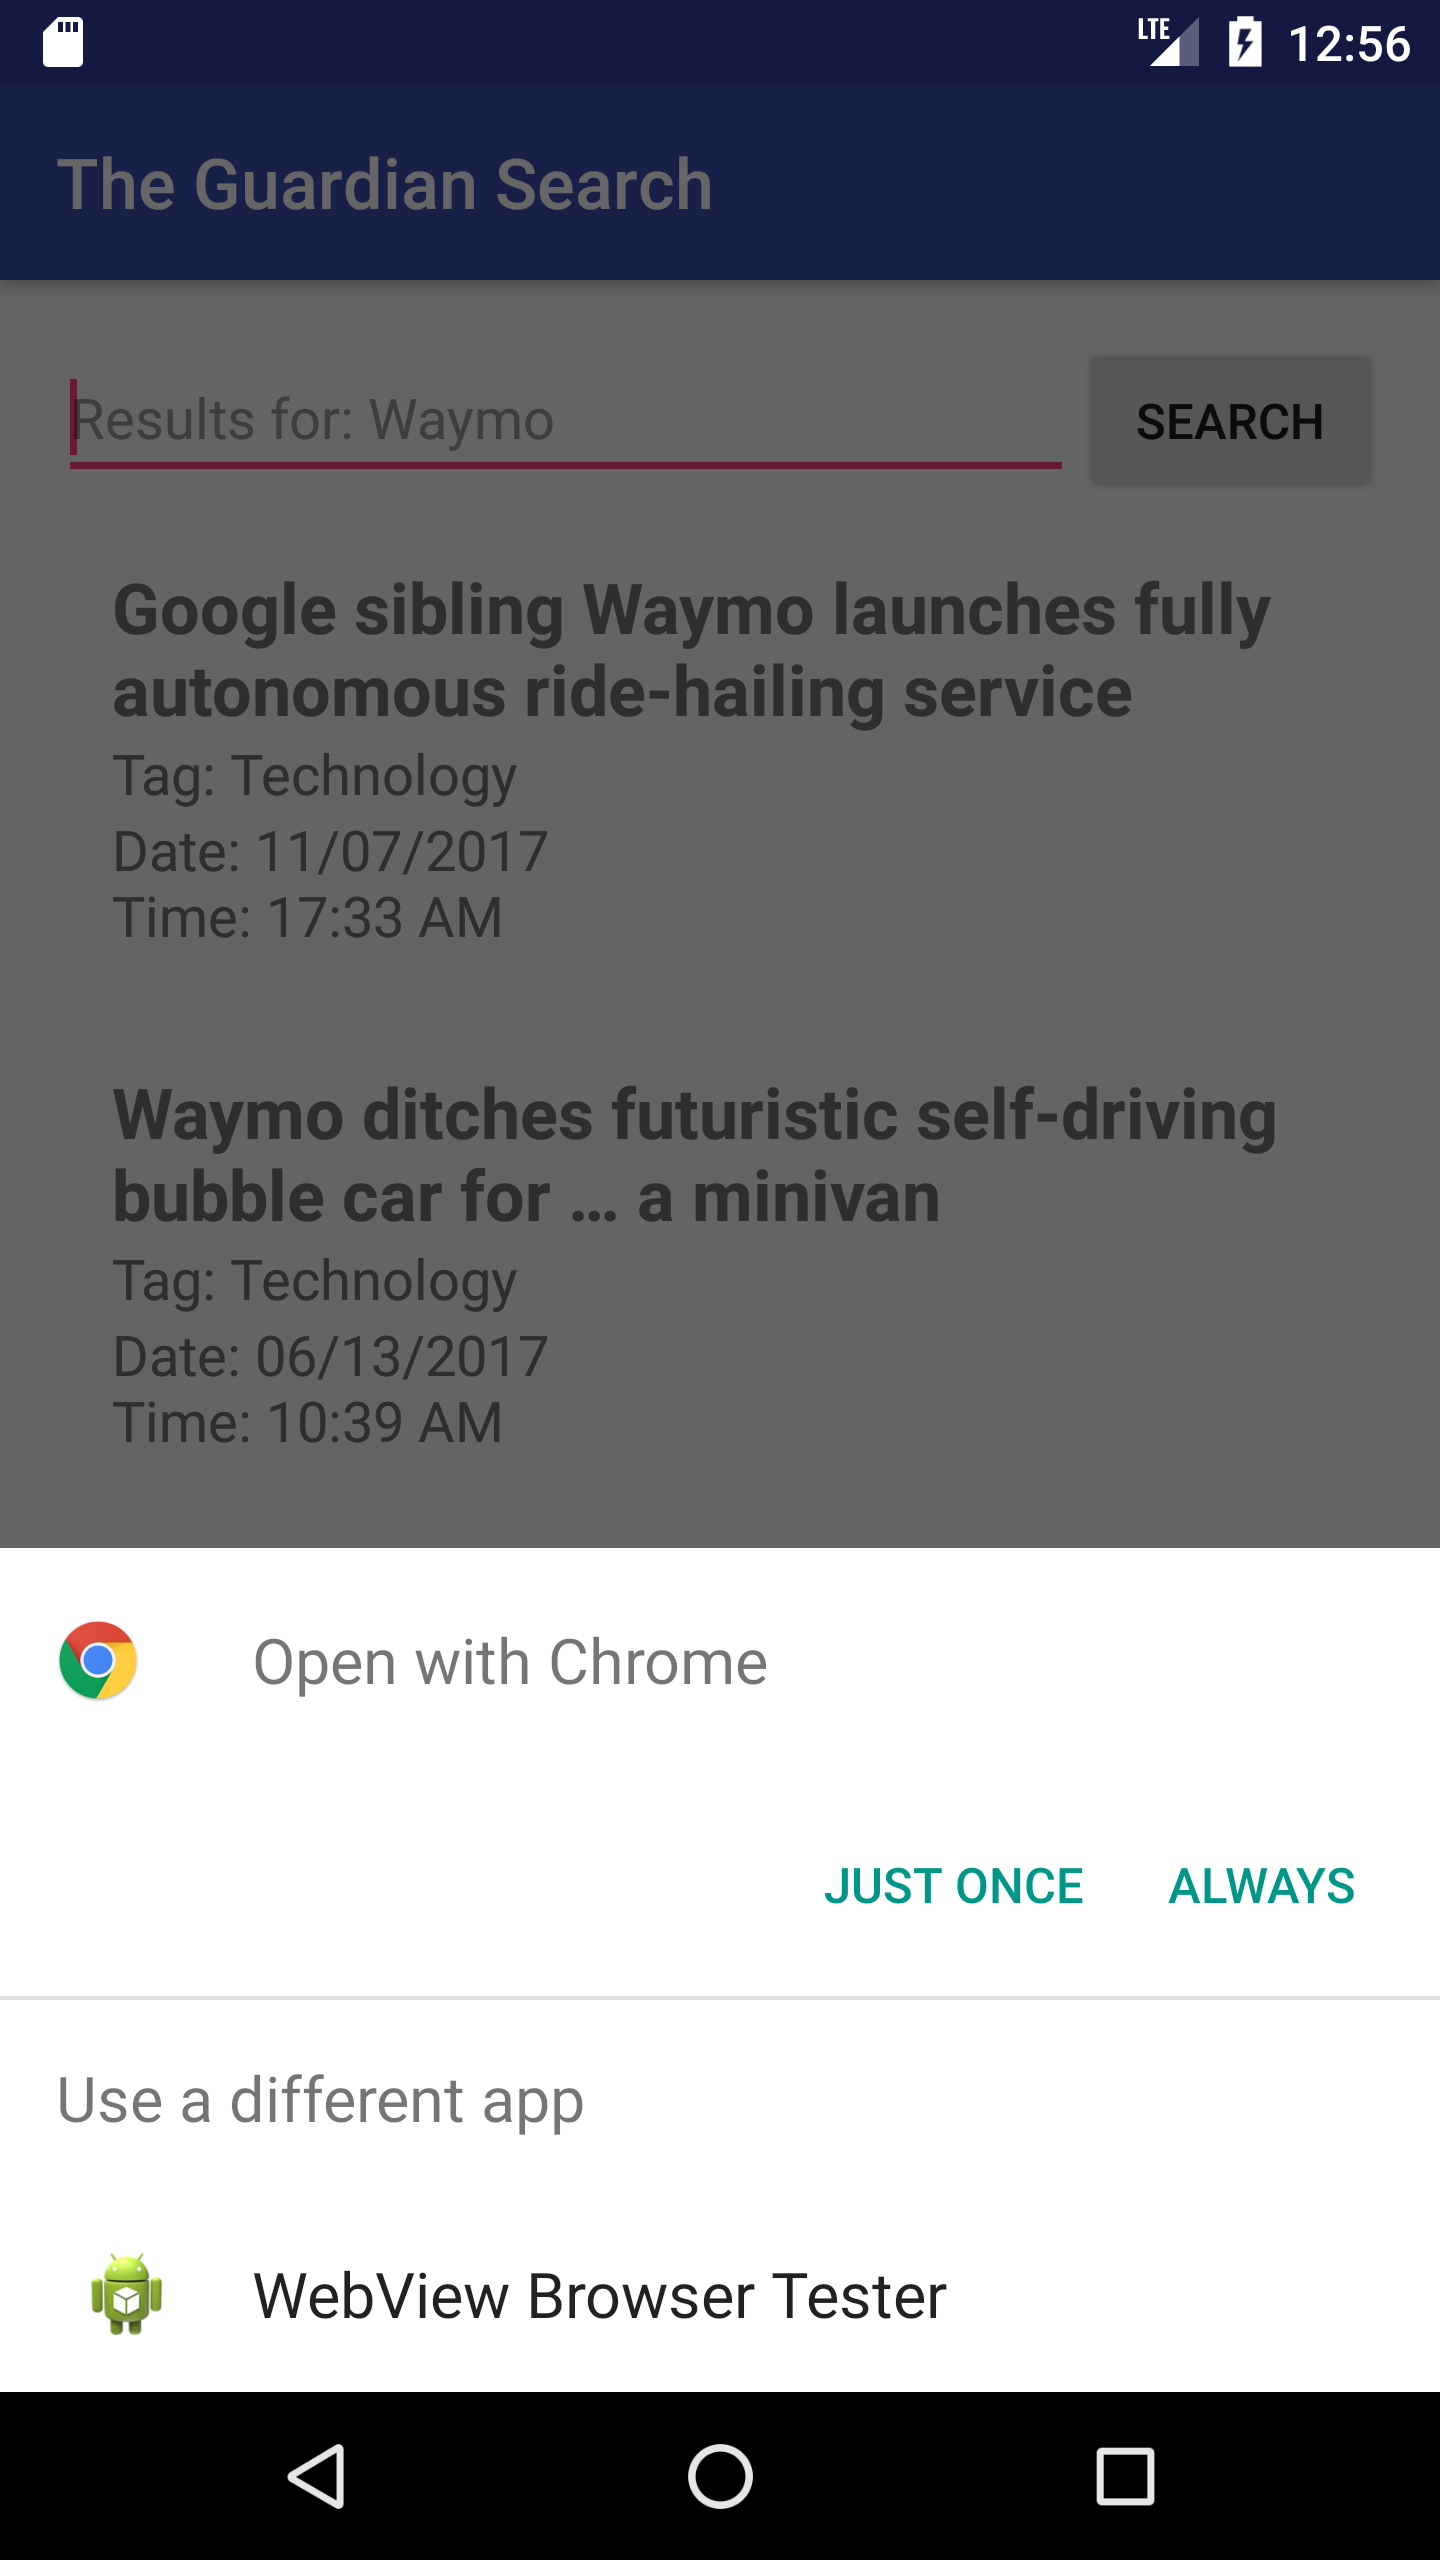 LTE 12:56
The Guardian Search
Results for: Waymo
SEARCH
Google sibling Waymo launches fully
autonomous ride-hailing service
Tag: Technology
Date: 11/07/2017
Time: 17:33 AM
Waymo ditches futuristic self-driving
bubble car for ... a minivan
Tag: Technology
Date: 06/13/2017
Time: 10:39 AM
Open with Chrome
JUST ONCE ALWAYS
Use a different app
WebView Browser Tester